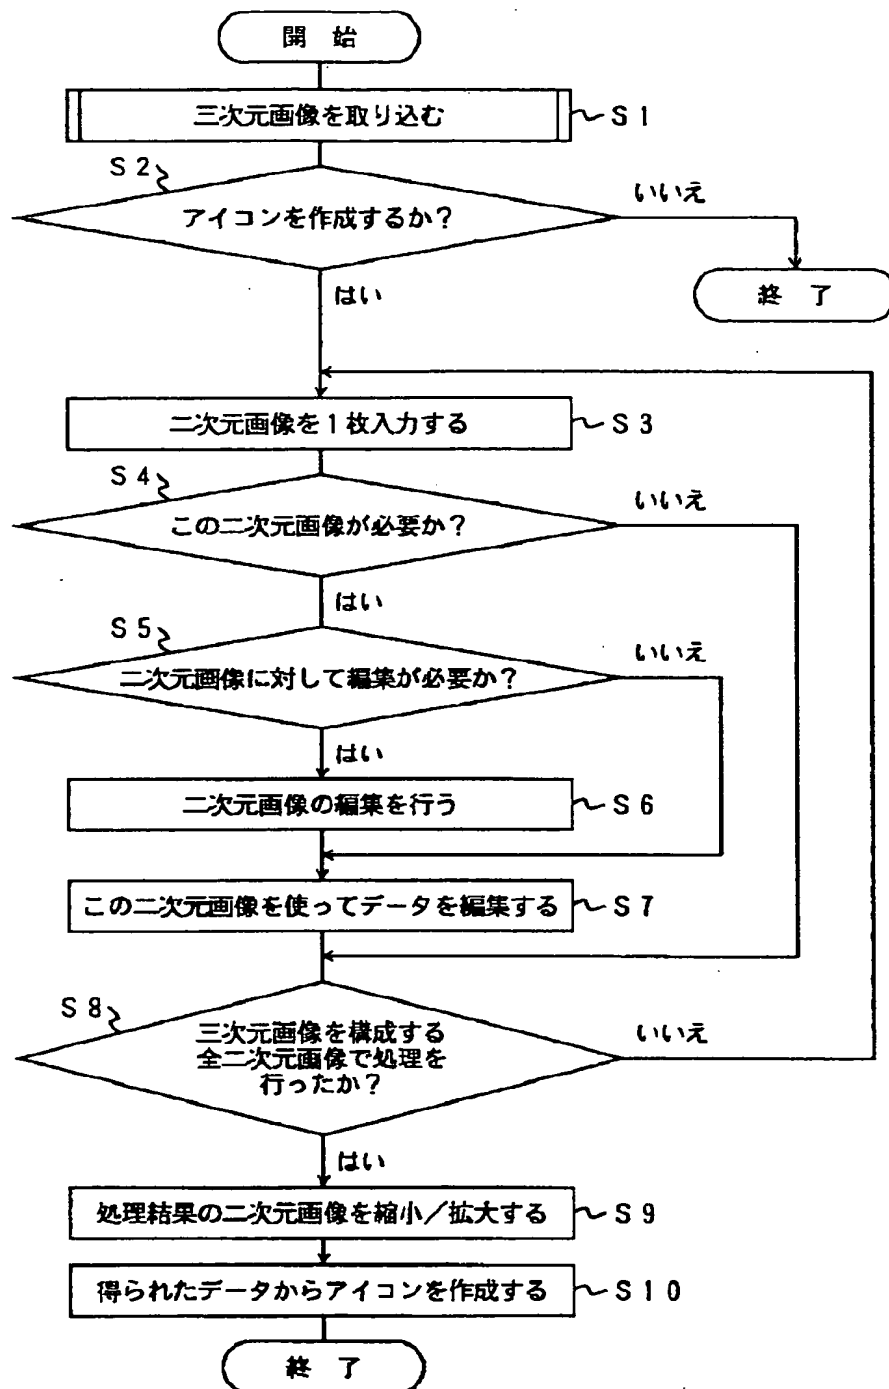 開 始
三次元画像を取り込む
S1
S2
アイコンを作成するか?
いいえ
終 了
はい
二次元画像を1枚入力する
S3
S4
この二次元画像が必要か?
いいえ
はい
S5
二次元画像に対して編集が必要か?
いいえ
はい
二次元画像の編集を行う
S6
この二次元画像を使ってデータを編集する
S7
S8
三次元画像を構成する
全二次元画像で処理を
行ったか?
いいえ
はい
処理結果の二次元画像を縮小/拡大する
S9
得られたデータからアイコンを作成する
S10
終 了